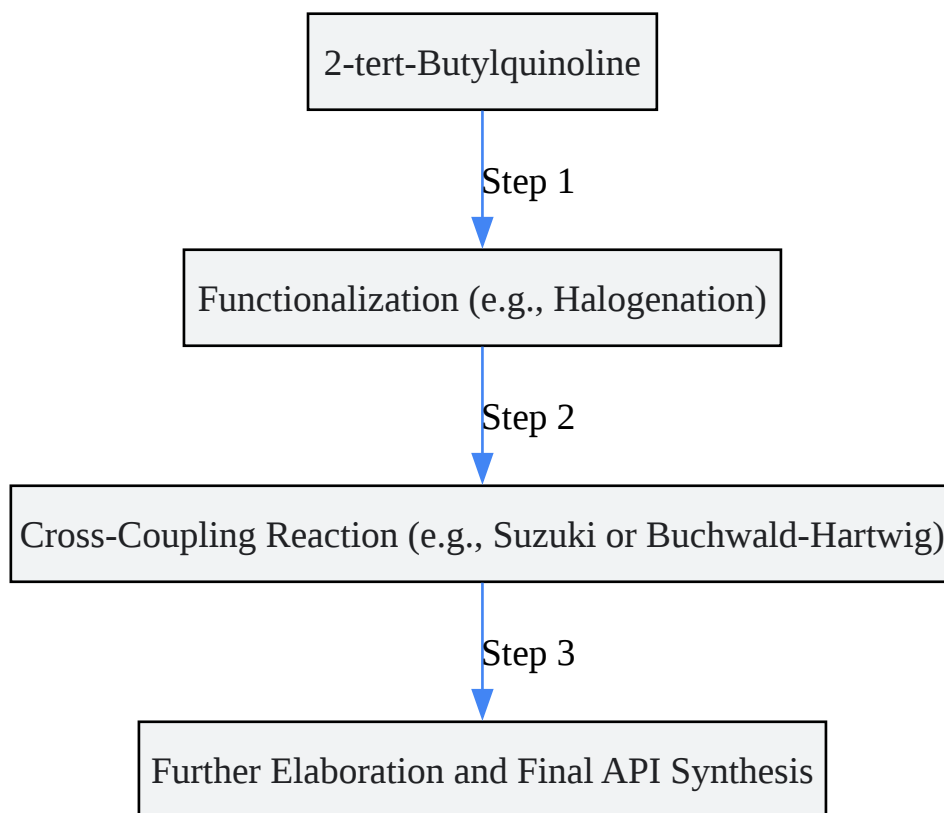 2-tert-Butylquinoline
Step 1
Functionalization (e.g., Halogenation)
Step 2
Cross-Coupling Reaction (e.g., Suzuki or Buchwald-Hartwig)
Step 3
Further Elaboration and Final API Synthesis